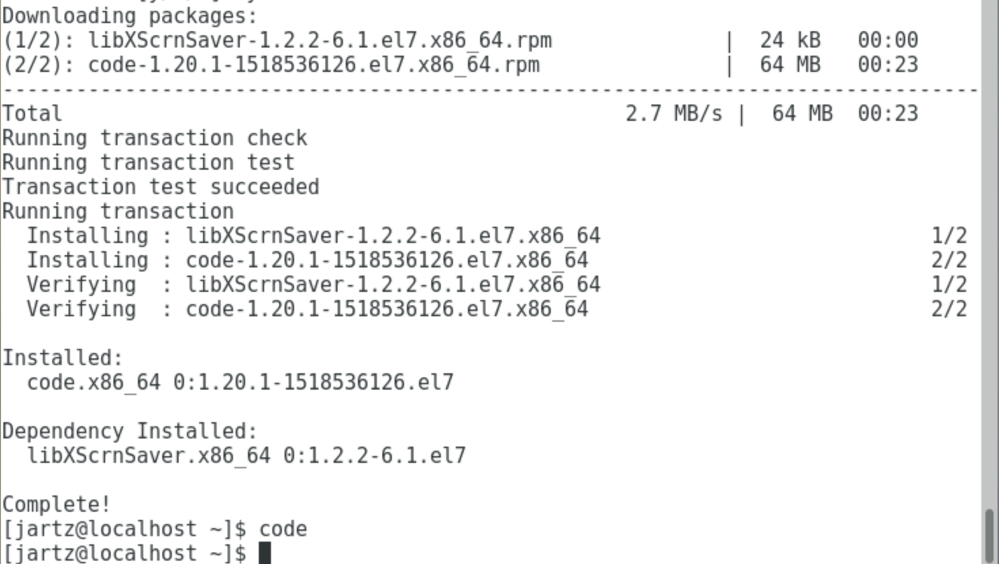 Downloading packages:
(1/2): libXScrnSaver-1.2.2-6.1.el7.x86_64.rpm | 24 kB 00:00
(2/2): code-1.20.1-1518536126.el7.x86_64.rpm | 64 MB 00:23
--------------------------------------------------------------------------------
Total 2.7 MB/s | 64 MB 00:23
Running transaction check
Running transaction test
Transaction test succeeded
Running transaction
  Installing : libXScrnSaver-1.2.2-6.1.el7.x86_64 1/2
  Installing : code-1.20.1-1518536126.el7.x86_64 2/2
  Verifying  : libXScrnSaver-1.2.2-6.1.el7.x86_64 1/2
  Verifying  : code-1.20.1-1518536126.el7.x86_64 2/2
Installed:
  code.x86_64 0:1.20.1-1518536126.el7
Dependency Installed:
  libXScrnSaver.x86_64 0:1.2.2-6.1.el7
Complete!
[jartz@localhost ~]$ code
[jartz@localhost ~]$